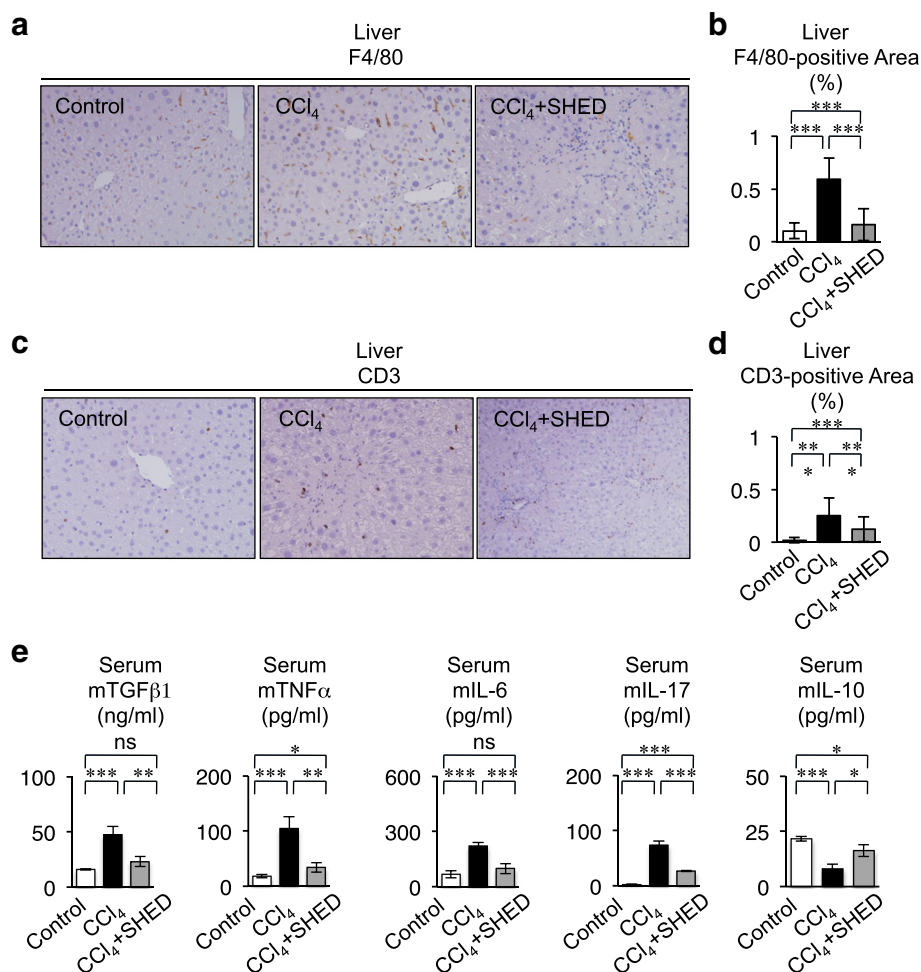 a
Liver
F4/80
Control
CCl₄
CCl₄+SHED
b
Liver
F4/80-positive Area
(%)
***
*** ***
1
0.5
0
Control
CCl₄
CCl₄+SHED
c
Liver
CD3
Control
CCl₄
CCl₄+SHED
d
Liver
CD3-positive Area
(%)
***
** **
* *
1
0.5
0
Control
CCl₄
CCl₄+SHED
e
Serum
mTGFβ1
(ng/ml)
ns
*** **
100
50
0
Control
CCl₄
CCl₄+SHED
Serum
mTNFα
(pg/ml)
*
*** **
200
100
0
Control
CCl₄
CCl₄+SHED
Serum
mIL-6
(pg/ml)
ns
*** ***
600
300
0
Control
CCl₄
CCl₄+SHED
Serum
mIL-17
(pg/ml)
***
*** ***
200
100
0
Control
CCl₄
CCl₄+SHED
Serum
mIL-10
(pg/ml)
*
*** *
50
25
0
Control
CCl₄
CCl₄+SHED